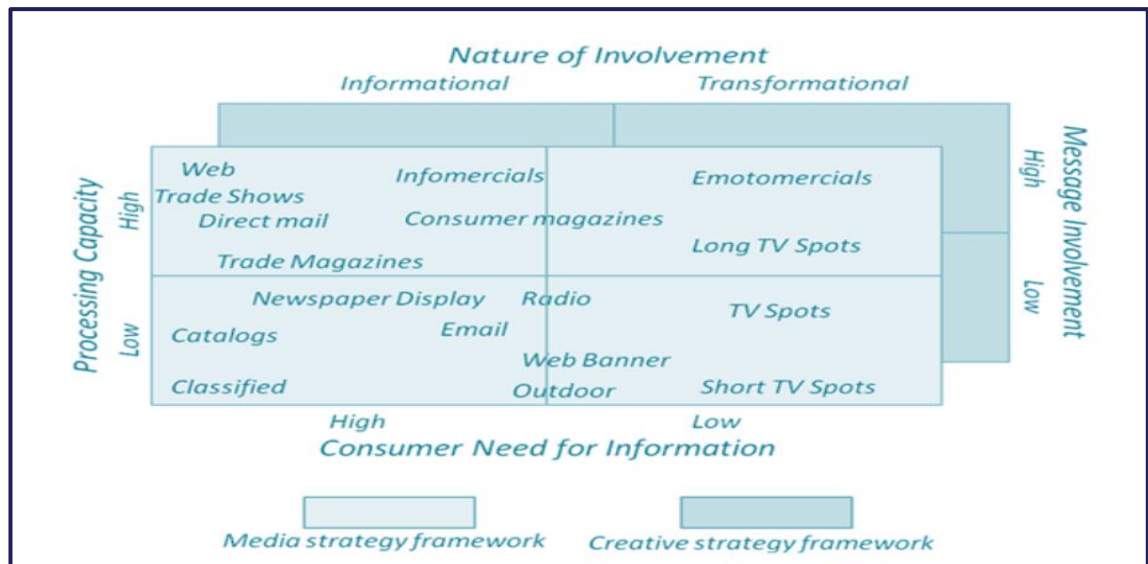 Nature of Involvement
Informational Transformational
Web
Infomercials
Emotomercials
Trade Shows
Direct mail
Consumer magazines
Long TV Spots
Trade Magazines
Newspaper Display
Radio
TV Spots
Catalogs
Email
Web Banner
Classified
Outdoor
Short TV Spots
Processing Capacity
High
Low
Message Involvement
High
Low
High Low
Consumer Need for Information
Media strategy framework Creative strategy framework